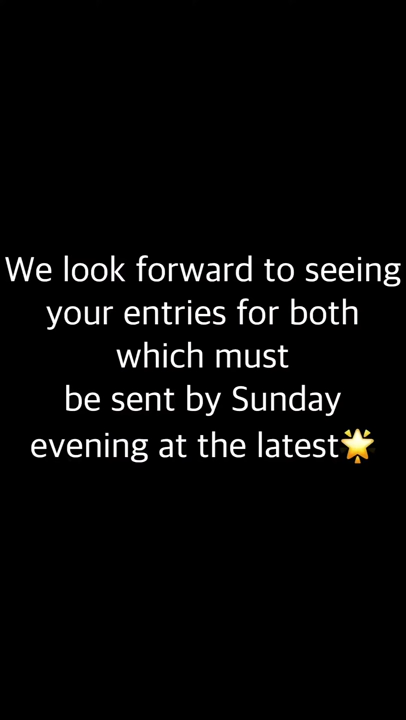 We look forward to seeing
your entries for both
which must
be sent by Sunday
evening at the latest🌟